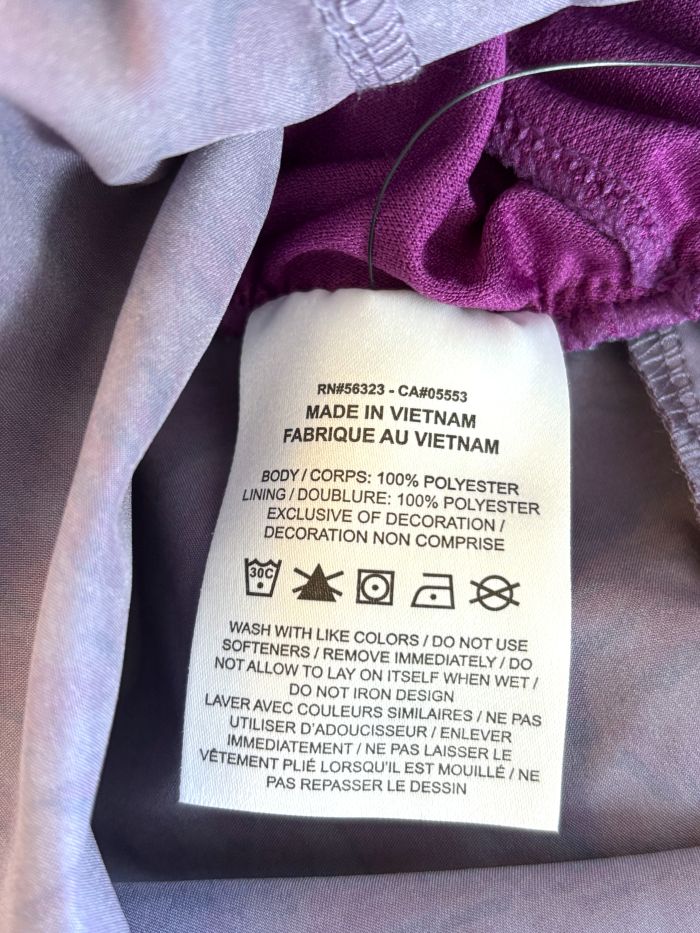 RN#56323 - CA#05553
MADE IN VIETNAM
FABRIQUE AU VIETNAM
BODY / CORPS: 100% POLYESTER
LINING / DOUBLURE: 100% POLYESTER
EXCLUSIVE OF DECORATION /
DECORATION NON COMPRISE
30C
WASH WITH LIKE COLORS / DO NOT USE
SOFTENERS / REMOVE IMMEDIATELY / DO
NOT ALLOW TO LAY ON ITSELF WHEN WET /
DO NOT IRON DESIGN
LAVER AVEC COULEURS SIMILAIRES / NE PAS
UTILISER D'ADOUCISSEUR / ENLEVER
IMMEDIATEMENT / NE PAS LAISSER LE
VÊTEMENT PLIÉ LORSQU'IL EST MOUILLÉ / NE
PAS REPASSER LE DESSIN